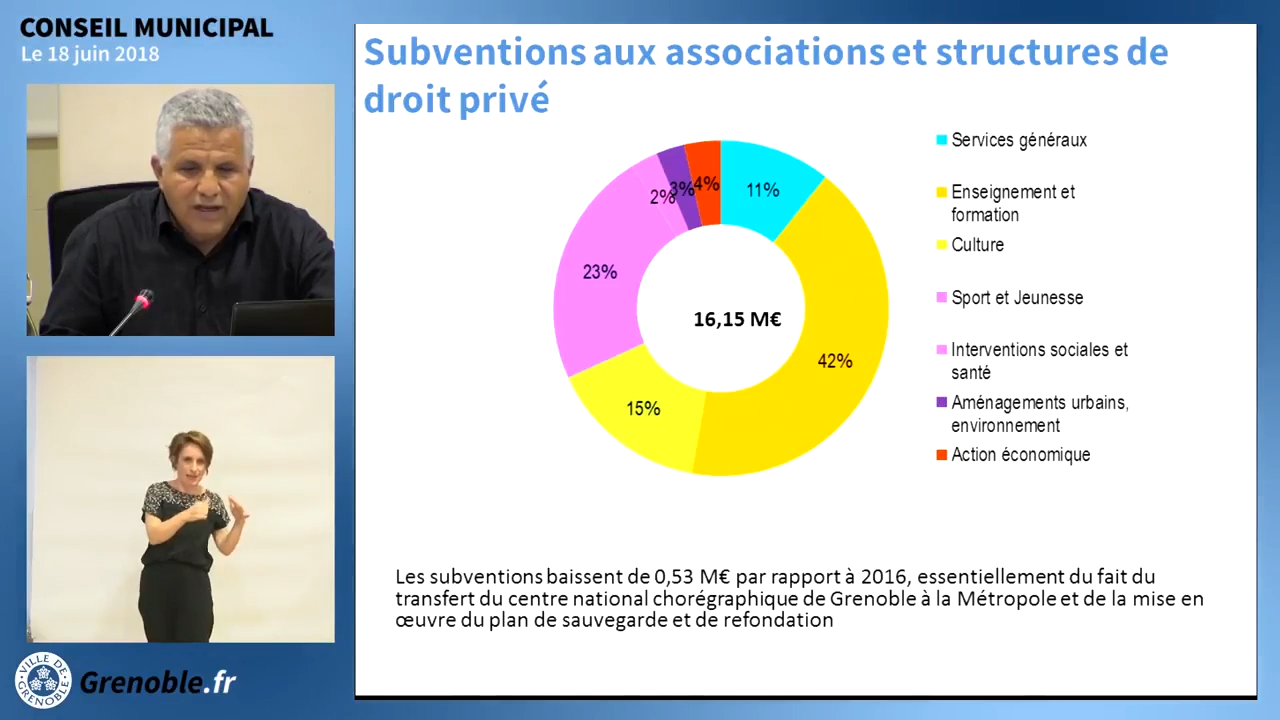 CONSEIL MUNICIPAL
Le 18 juin 2018
Subventions aux associations et structures de
droit privé
Services généraux
Enseignement et
formation
Culture
Sport et Jeunesse
Interventions sociales et
santé
Aménagements urbains,
environnement
Action économique
2%
3%
4%
11%
23%
16,15 M€
42%
15%
Les subventions baissent de 0,53 M€ par rapport à 2016, essentiellement du fait du
transfert du centre national chorégraphique de Grenoble à la Métropole et de la mise en
œuvre du plan de sauvegarde et de refondation
VILLE DE
GRENOBLE
Grenoble.fr